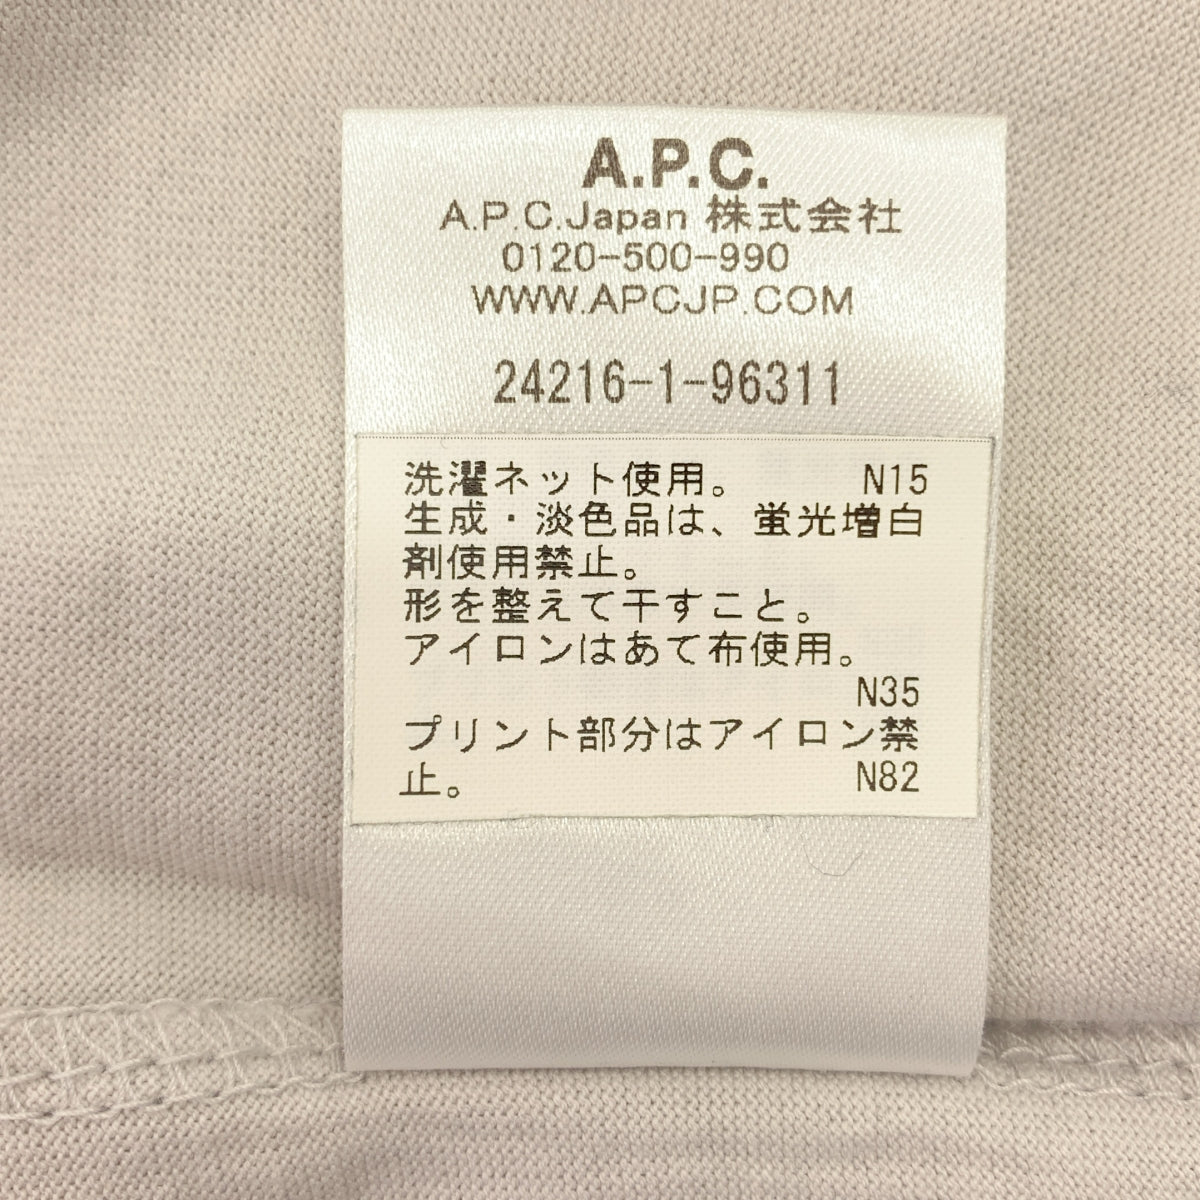 A.P.C.
A.P.C.Japan 株式会社
0120-500-990
WWW.APCJP.COM
24216-1-96311
洗濯ネット使用。 N15
生成・淡色品は、蛍光増白
剤使用禁止。
形を整えて干すこと。
アイロンはあて布使用。
N35
プリント部分はアイロン禁
止。 N82